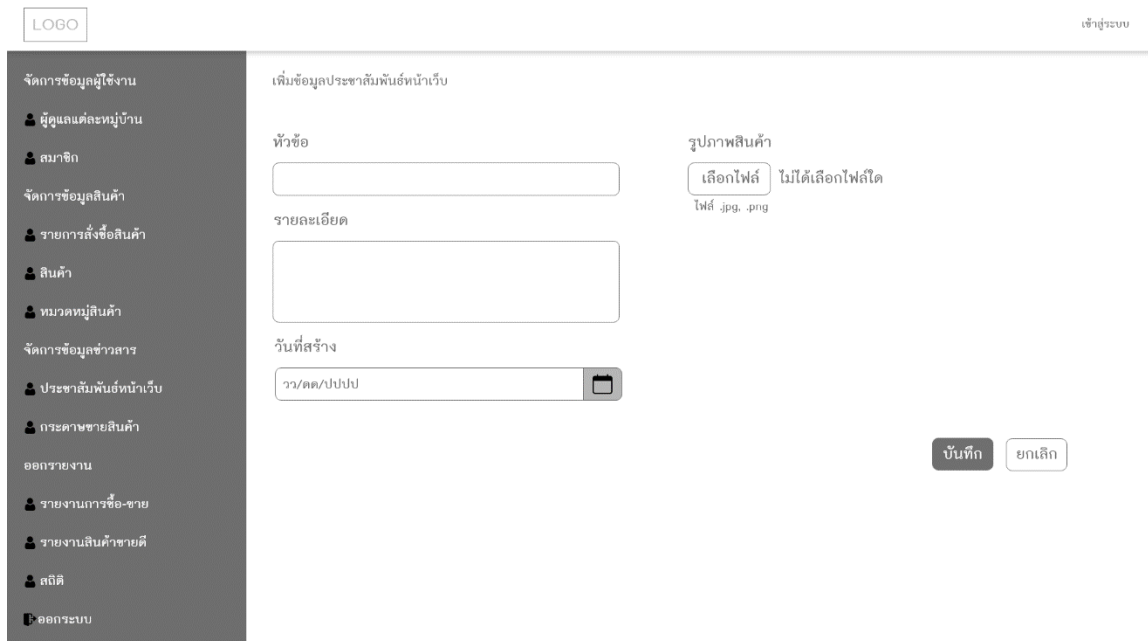 LOGO
เข้าสู่ระบบ
จัดการข้อมูลผู้ใช้งาน
ผู้ดูแลแต่ละหมู่บ้าน
สมาชิก
จัดการข้อมูลสินค้า
รายการสั่งซื้อสินค้า
สินค้า
หมวดหมู่สินค้า
จัดการข้อมูลข่าวสาร
ประชาสัมพันธ์หน้าเว็บ
กระดาษขายสินค้า
ออกรายงาน
รายงานการซื้อ-ขาย
รายงานสินค้าขายดี
สถิติ
ออกระบบ
เพิ่มข้อมูลประชาสัมพันธ์หน้าเว็บ
หัวข้อ
รายละเอียด
วันที่สร้าง
วว/ดด/ปปปป
รูปภาพสินค้า
เลือกไฟล์ ไม่ได้เลือกไฟล์ใด
ไฟล์ .jpg, .png
บันทึก ยกเลิก